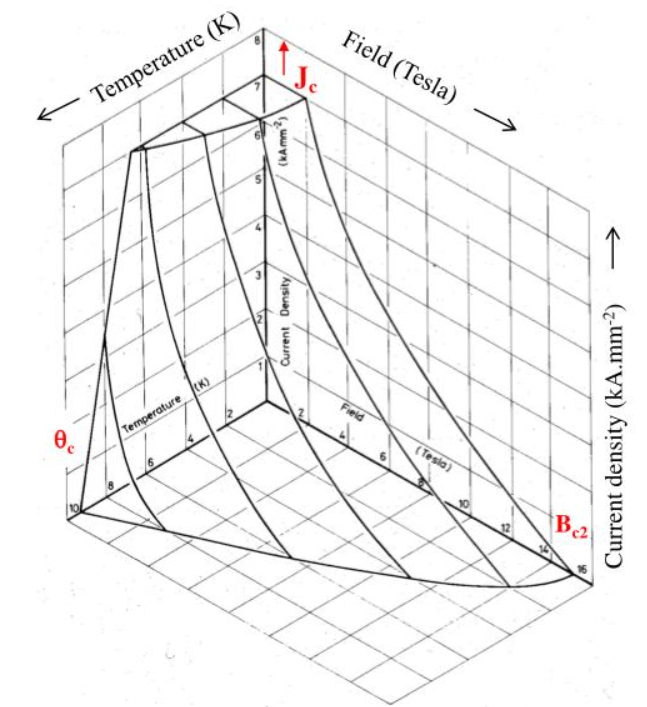 Temperature (K)
Field (Tesla)
J_c
8
7
6
(kAmm⁻²)
5
4
3
2
1
Current Density
Temperature (K)
2
4
6
8
10
Field (Tesla)
2
4
6
8
10
12
14
16
θ_c
B_c2
Current density (kA.mm⁻²)